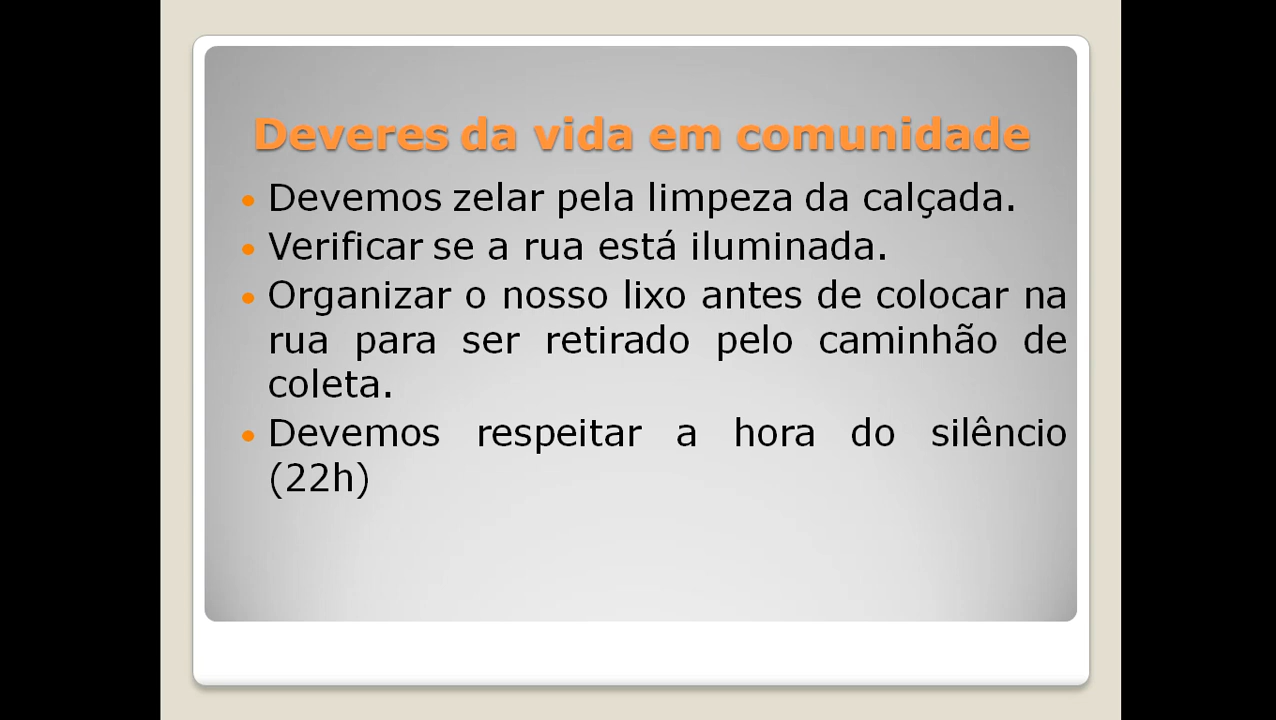 Deveres da vida em comunidade
• Devemos zelar pela limpeza da calçada.
• Verificar se a rua está iluminada.
• Organizar o nosso lixo antes de colocar na
rua para ser retirado pelo caminhão de
coleta.
• Devemos respeitar a hora do silêncio
(22h)